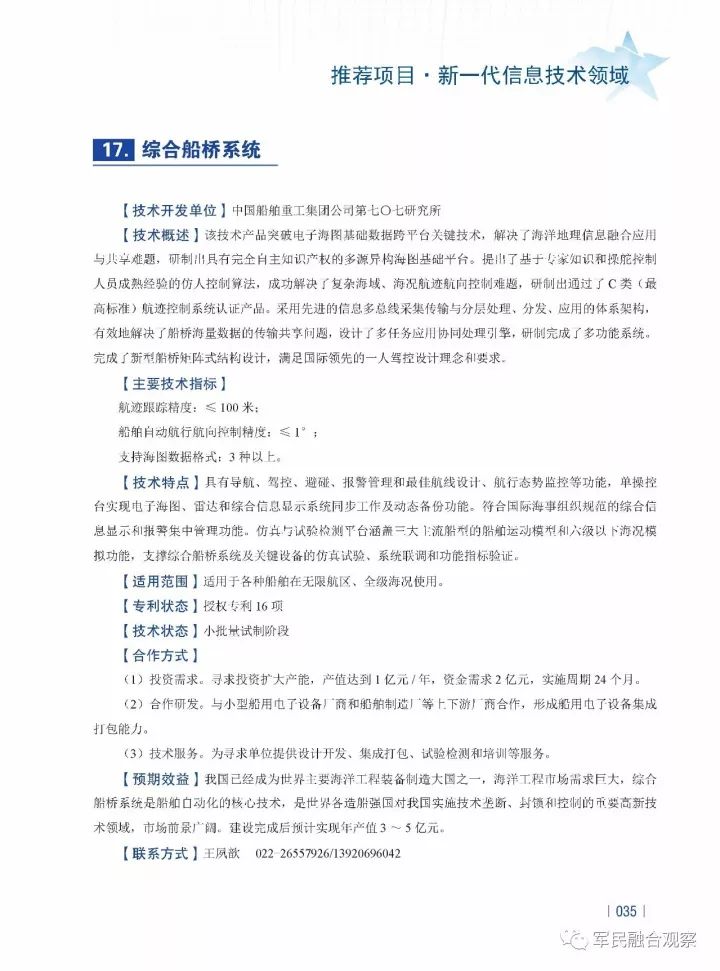 推荐项目·新一代信息技术领域
17. 综合船桥系统
【技术开发单位】中国船舶重工集团公司第七〇七研究所
【技术概述】该技术产品突破电子海图基础数据跨平台关键技术，解决了海洋地理信息融合应用
与共享难题，研制出具有完全自主知识产权的多源异构海图基础平台。提出了基于专家知识和操舵控制
人员成熟经验的仿人控制算法，成功解决了复杂海域、海况航迹航向控制难题，研制出通过了 C 类（最
高标准）航迹控制系统认证产品。采用先进的信息多总线采集传输与分层处理、分发、应用的体系架构，
有效地解决了船桥海量数据的传输共享问题，设计了多任务应用协同处理引擎，研制完成了多功能系统。
完成了新型船桥矩阵式结构设计，满足国际领先的一人驾控设计理念和要求。
【主要技术指标】
航迹跟踪精度：≤ 100 米；
船舶自动航行航向控制精度：≤ 1°；
支持海图数据格式：3 种以上。
【技术特点】具有导航、驾控、避碰、报警管理和最佳航线设计、航行态势监控等功能，单操控
台实现电子海图、雷达和综合信息显示系统同步工作及动态备份功能。符合国际海事组织规范的综合信
息显示和报警集中管理功能。仿真与试验检测平台涵盖三大主流船型的船舶运动模型和六级以下海况模
拟功能，支撑综合船桥系统及关键设备的仿真试验、系统联调和功能指标验证。
【适用范围】适用于各种船舶在无限航区、全级海况使用。
【专利状态】授权专利 16 项
【技术状态】小批量试制阶段
【合作方式】
（1）投资需求。寻求投资扩大产能，产值达到 1 亿元 / 年，资金需求 2 亿元，实施周期 24 个月。
（2）合作研发。与小型船用电子设备厂商和船舶制造厂等上下游厂商合作，形成船用电子设备集成
打包能力。
（3）技术服务。为寻求单位提供设计开发、集成打包、试验检测和培训等服务。
【预期效益】我国已经成为世界主要海洋工程装备制造大国之一，海洋工程市场需求巨大，综合
船桥系统是船舶自动化的核心技术，是世界各造船强国对我国实施技术垄断、封锁和控制的重要高新技
术领域，市场前景广阔。建设完成后预计实现年产值 3 ～ 5 亿元。
【联系方式】王夙歆 022-26557926/13920696042
| 035 |
军民融合观察